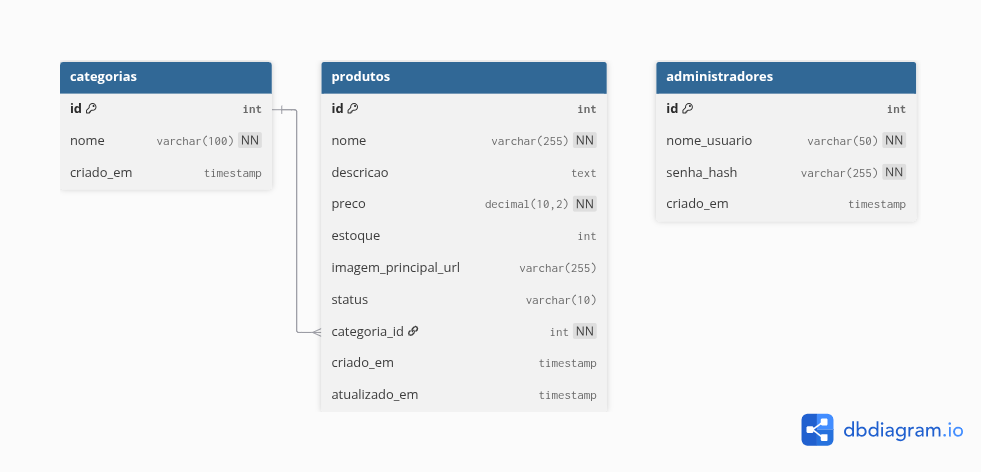 categorias
id int
nome varchar(100) NN
criado_em timestamp
produtos
id int
nome varchar(255) NN
descricao text
preco decimal(10,2) NN
estoque int
imagem_principal_url varchar(255)
status varchar(10)
categoria_id int NN
criado_em timestamp
atualizado_em timestamp
administradores
id int
nome_usuario varchar(50) NN
senha_hash varchar(255) NN
criado_em timestamp
dbdiagram.io